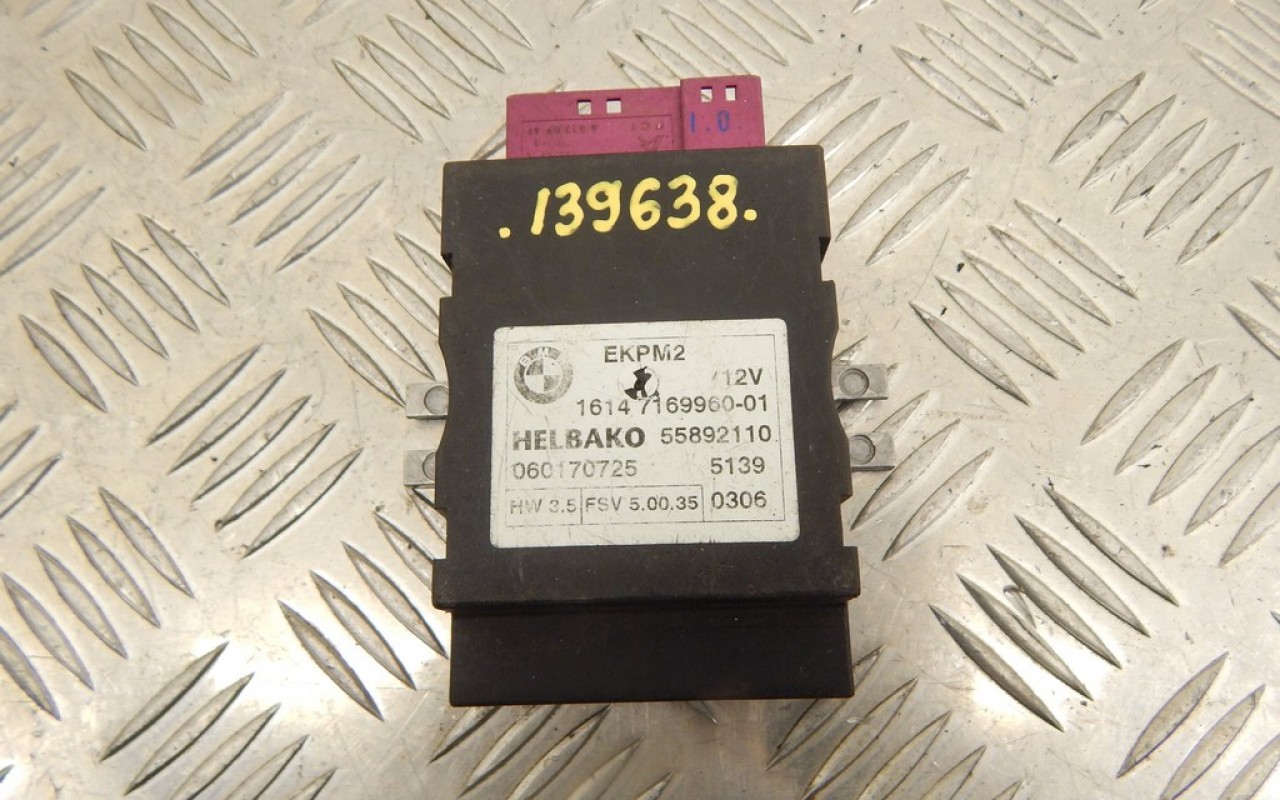 1.0
.139638.
BMW
EKPM2
/12V
1614 7169960-01
HELBAKO 55892110
060170725 5139
HW 3.5 FSV 5.00.35 0306